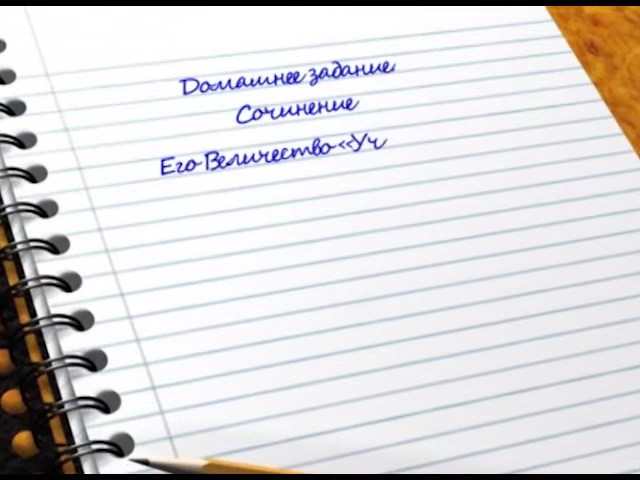 Домашнее задание
Сочинение
Его Величество «Уч